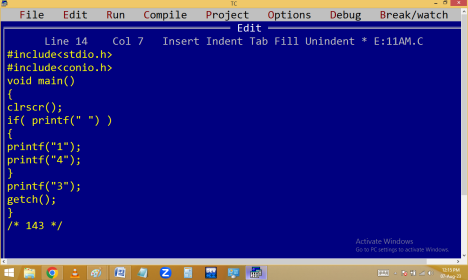 TC
File Edit Run Compile Project Options Debug Break/watch
Edit
Line 14 Col 7 Insert Indent Tab Fill Unindent * E:11AM.C
#include<stdio.h>
#include<conio.h>
void main()
{
clrscr();
if( printf(" ") )
{
printf("1");
printf("4");
}
printf("3");
getch();
}
/* 143 */
Activate Windows
Go to PC settings to activate Windows.